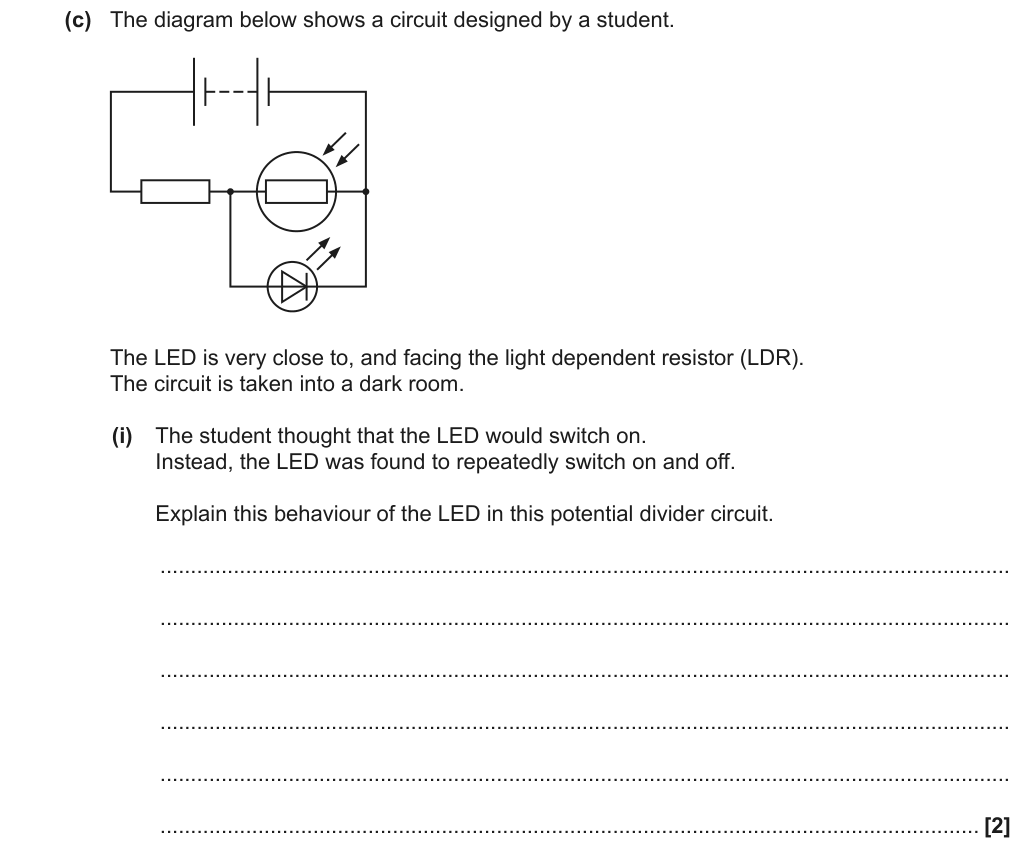 (c) The diagram below shows a circuit designed by a student.
The LED is very close to, and facing the light dependent resistor (LDR).
The circuit is taken into a dark room.
(i) The student thought that the LED would switch on.
Instead, the LED was found to repeatedly switch on and off.
Explain this behaviour of the LED in this potential divider circuit.
[2]